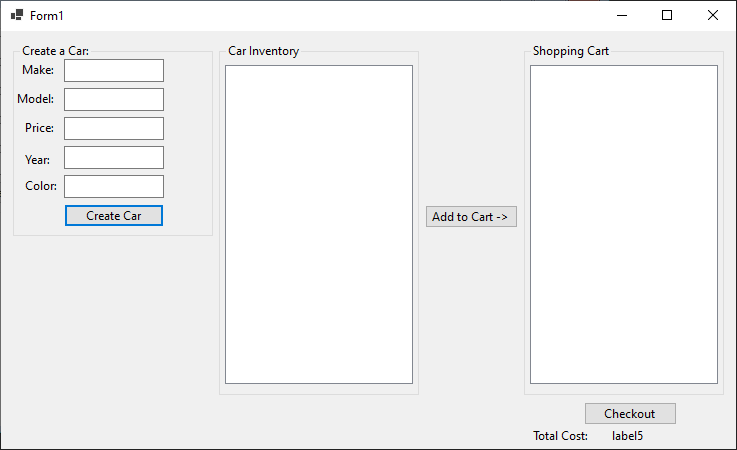 Form1
Create a Car:
Make:
Model:
Price:
Year:
Color:
Create Car
Car Inventory
Add to Cart ->
Shopping Cart
Checkout
Total Cost: label5